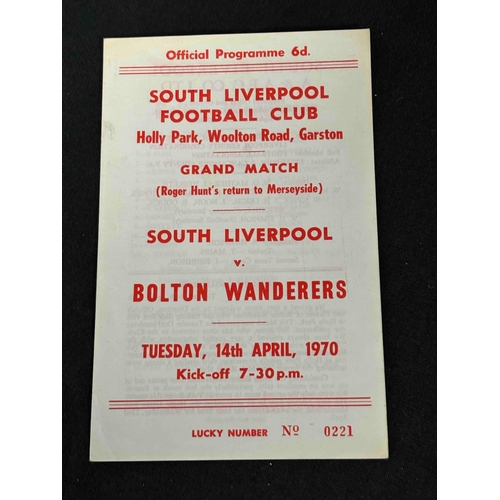 Official Programme 6d.
SOUTH LIVERPOOL
FOOTBALL CLUB
Holly Park, Woolton Road, Garston
GRAND MATCH
(Roger Hunt's return to Merseyside)
SOUTH LIVERPOOL
v.
BOLTON WANDERERS
TUESDAY, 14th APRIL, 1970
Kick-off 7-30 p.m.
LUCKY NUMBER Nº 0221